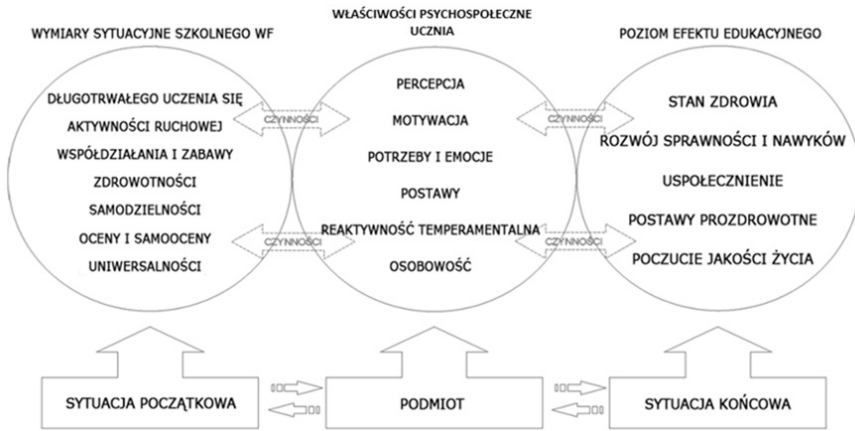 WYMIARY SYTUACYJNE SZKOLNEGO WF
DŁUGOTRWAŁEGO UCZENIA SIĘ
AKTYWNOŚCI RUCHOWEJ
WSPÓŁDZIAŁANIA I ZABAWY
ZDROWOTNOŚCI
SAMODZIELNOŚCI
OCENY I SAMOOCENY
UNIWERSALNOŚCI
CZYNNOŚCI
CZYNNOŚCI
WŁAŚCIWOŚCI PSYCHOSPOŁECZNE
UCZNIA
PERCEPCJA
MOTYWACJA
POTRZEBY I EMOCJE
POSTAWY
REAKTYWNOŚĆ TEMPERAMENTALNA
OSOBOWOŚĆ
CZYNNOŚCI
CZYNNOŚCI
POZIOM EFEKTU EDUKACYJNEGO
STAN ZDROWIA
ROZWÓJ SPRAWNOŚCI I NAWYKÓW
USPOŁECZNIENIE
POSTAWY PROZDROWOTNE
POCZUCIE JAKOŚCI ŻYCIA
SYTUACJA POCZĄTKOWA
PODMIOT
SYTUACJA KOŃCOWA